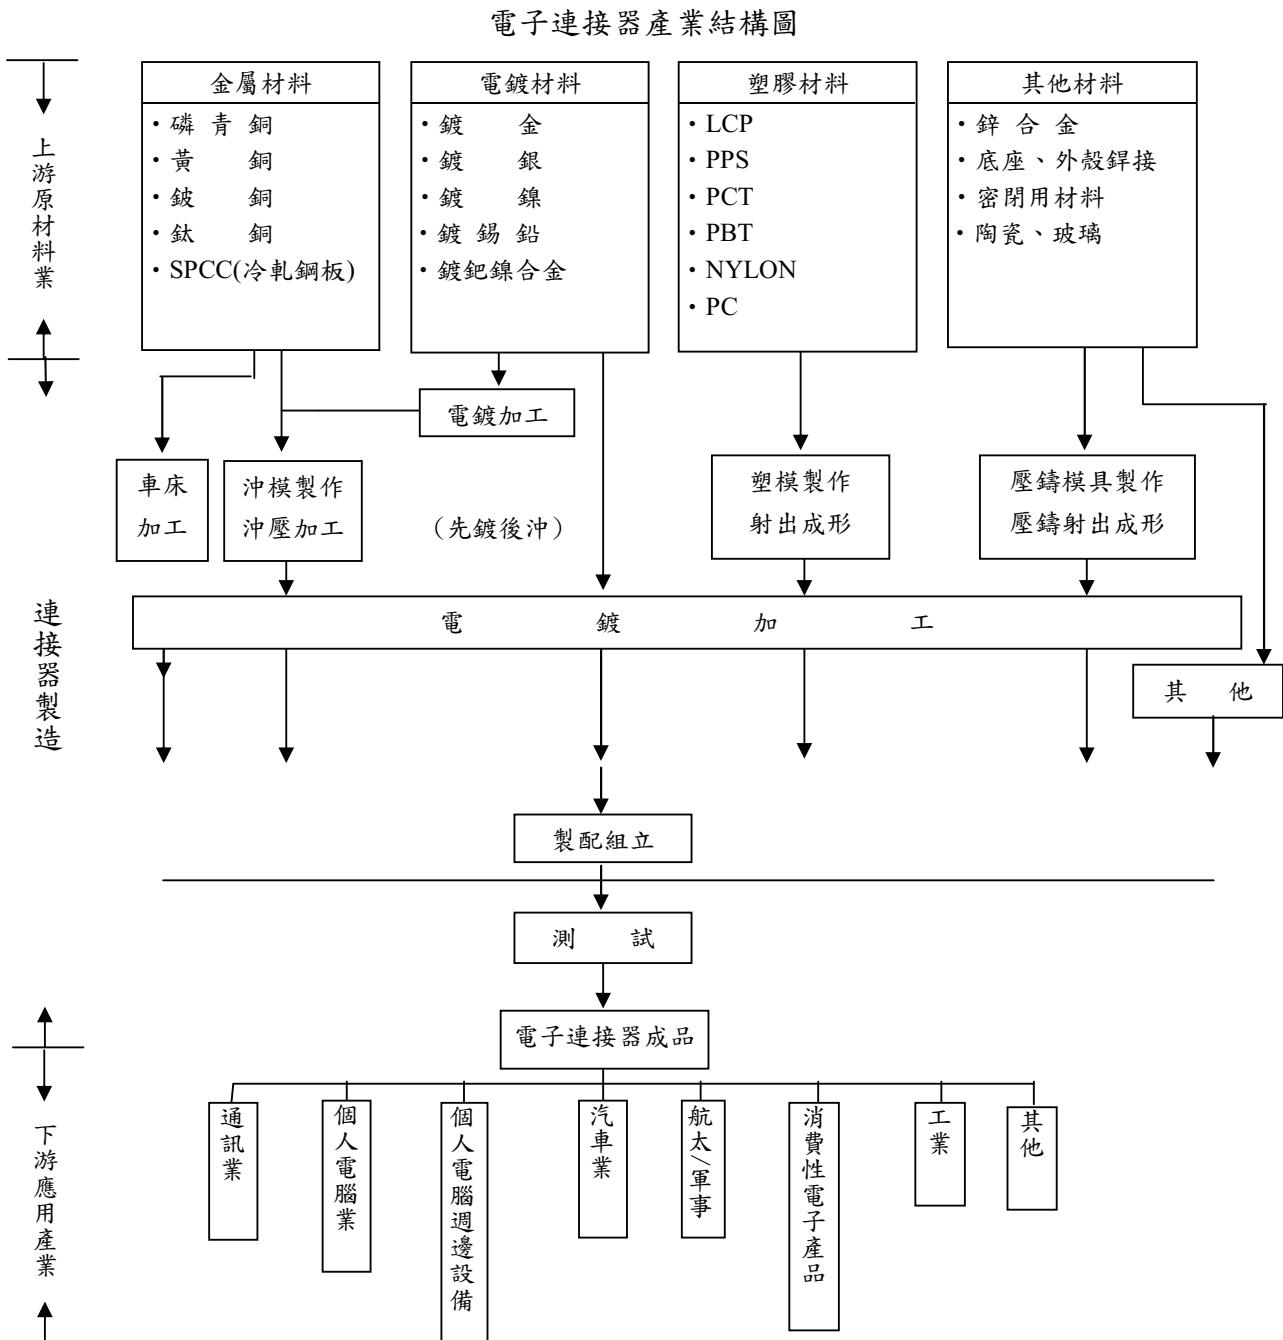 電子連接器產業結構圖
上游原材料業
金屬材料
・磷青銅
・黃銅
・鈹銅
・鈦銅
・SPCC(冷軋鋼板)
電鍍材料
・鍍金
・鍍銀
・鍍鎳
・鍍錫鉛
・鍍鈀鎳合金
塑膠材料
・LCP
・PPS
・PCT
・PBT
・NYLON
・PC
其他材料
・鋅合金
・底座、外殼銲接
・密閉用材料
・陶瓷、玻璃
連接器製造
電鍍加工
車床
加工
沖模製作
沖壓加工
(先鍍後沖)
塑模製作
射出成形
壓鑄模具製作
壓鑄射出成形
電鍍加工
其他
製配組立
測試
電子連接器成品
下游應用產業
通訊業
個人電腦業
個人電腦週邊設備
汽車業
航太/軍事
消費性電子產品
工業
其他